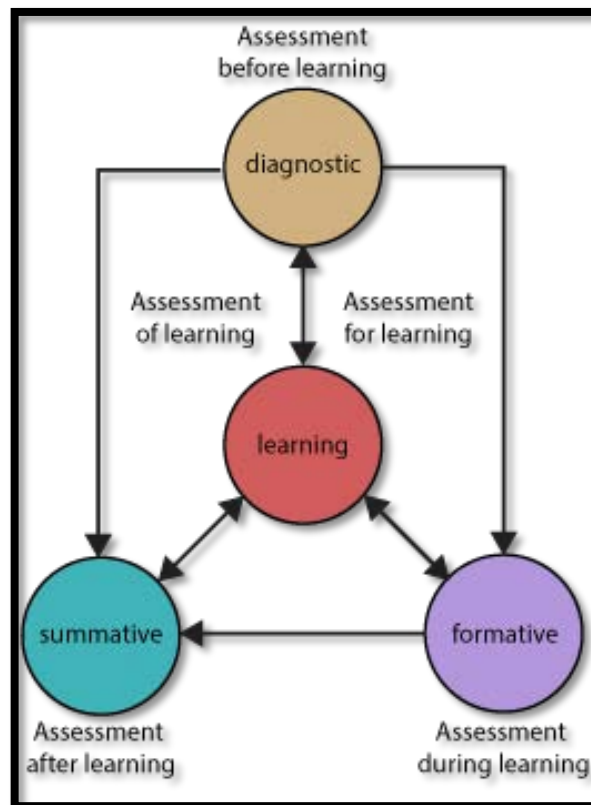 Assessment
before learning
diagnostic
Assessment
of learning
Assessment
for learning
learning
summative
formative
Assessment
after learning
Assessment
during learning